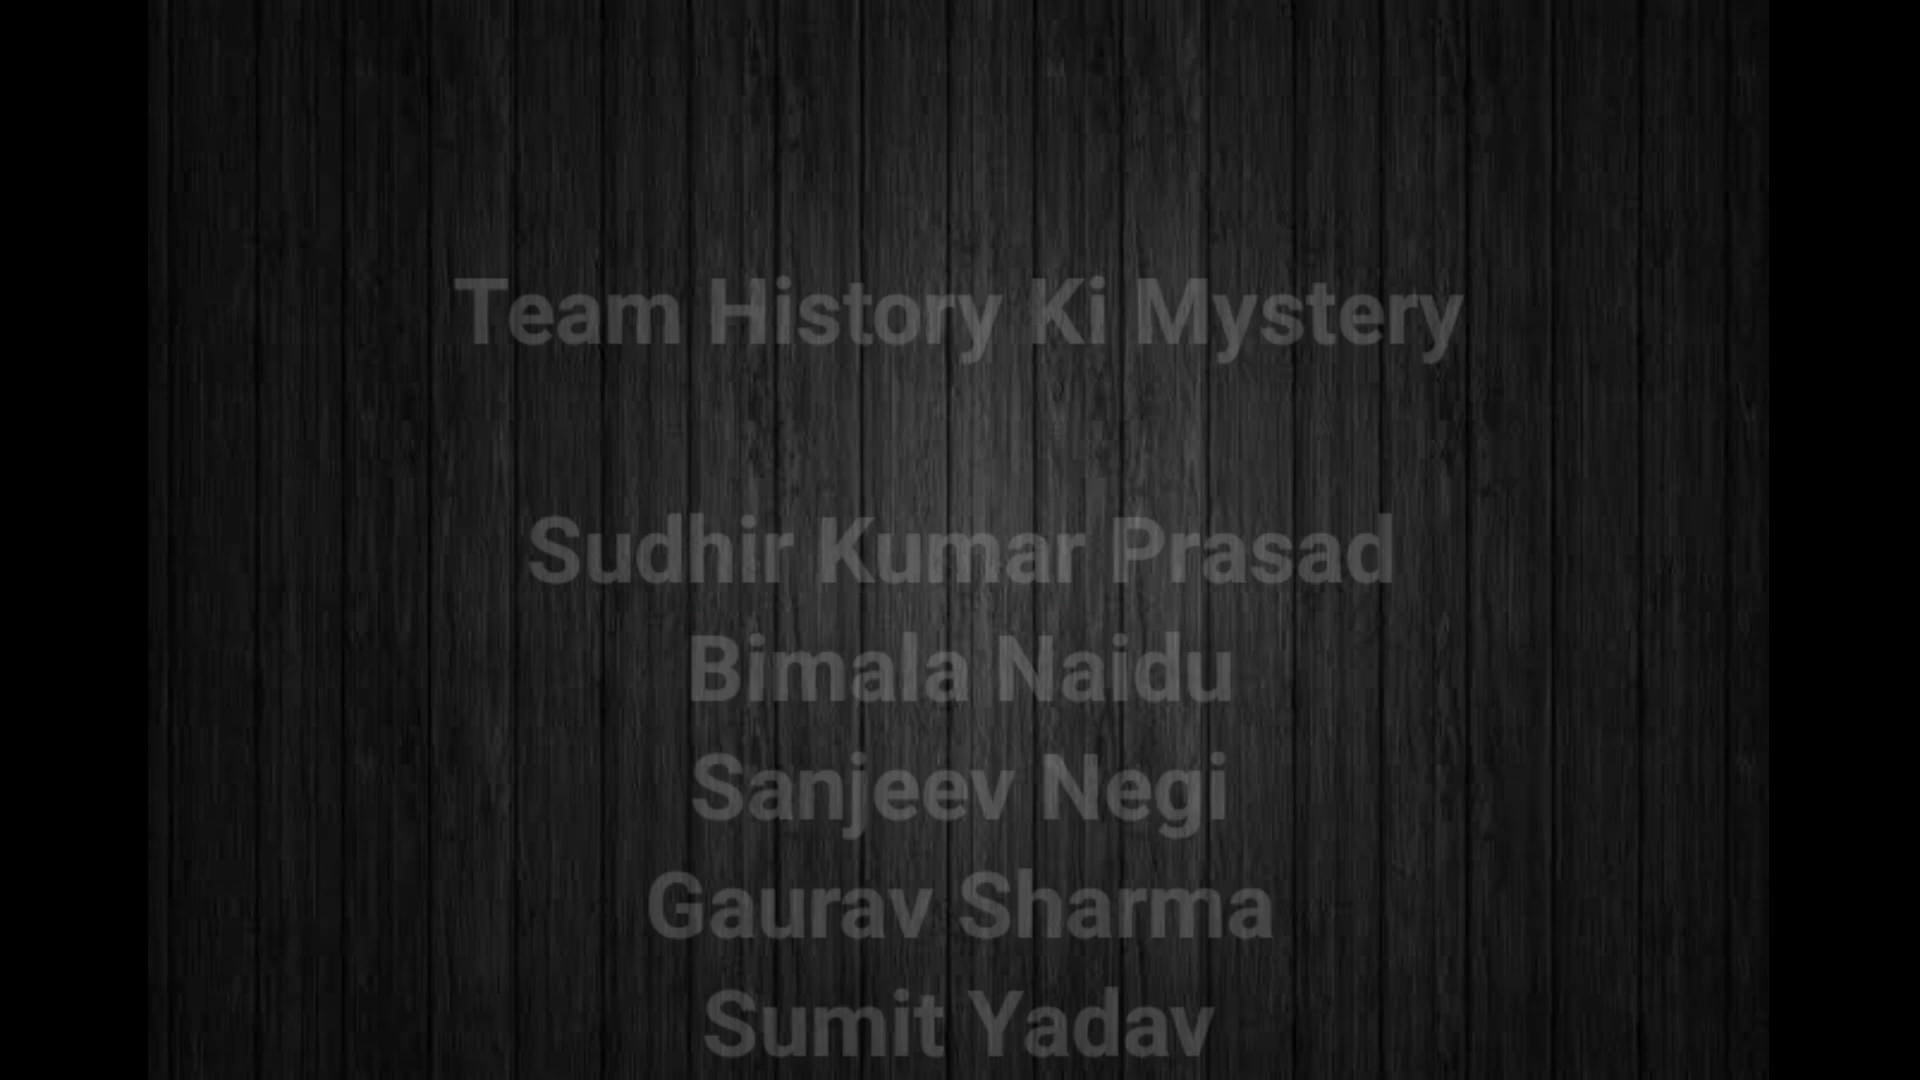 Team History Ki Mystery
Sudhir Kumar Prasad
Bimala Naidu
Sanjeev Negi
Gaurav Sharma
Sumit Yadav